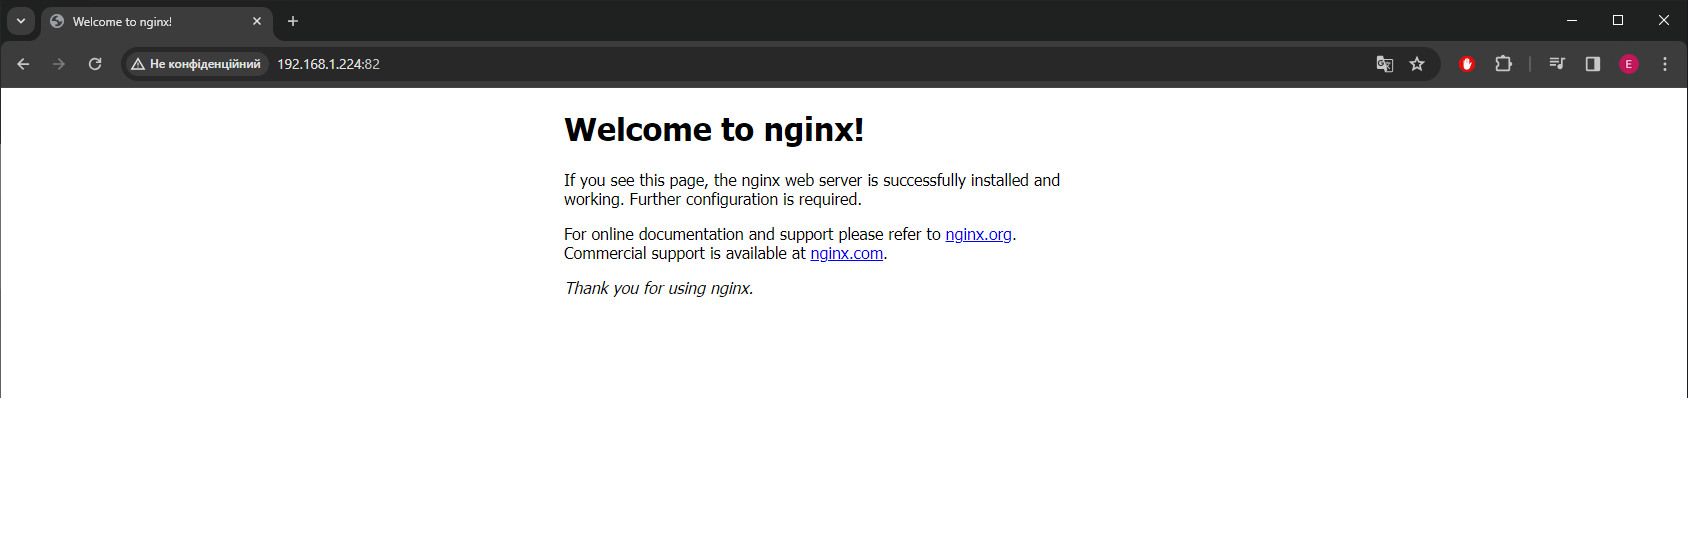 Welcome to nginx!
Не конфіденційний 192.168.1.224:82
E
Welcome to nginx!
If you see this page, the nginx web server is successfully installed and
working. Further configuration is required.
For online documentation and support please refer to nginx.org.
Commercial support is available at nginx.com.
Thank you for using nginx.